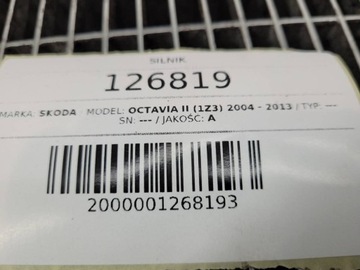 SILNIK
126819
MARKA: SKODA MODEL: OCTAVIA II (1Z3) 2004 - 2013 / TYP: ---
SN: --- / JAKOŚĆ: A
2000001268193